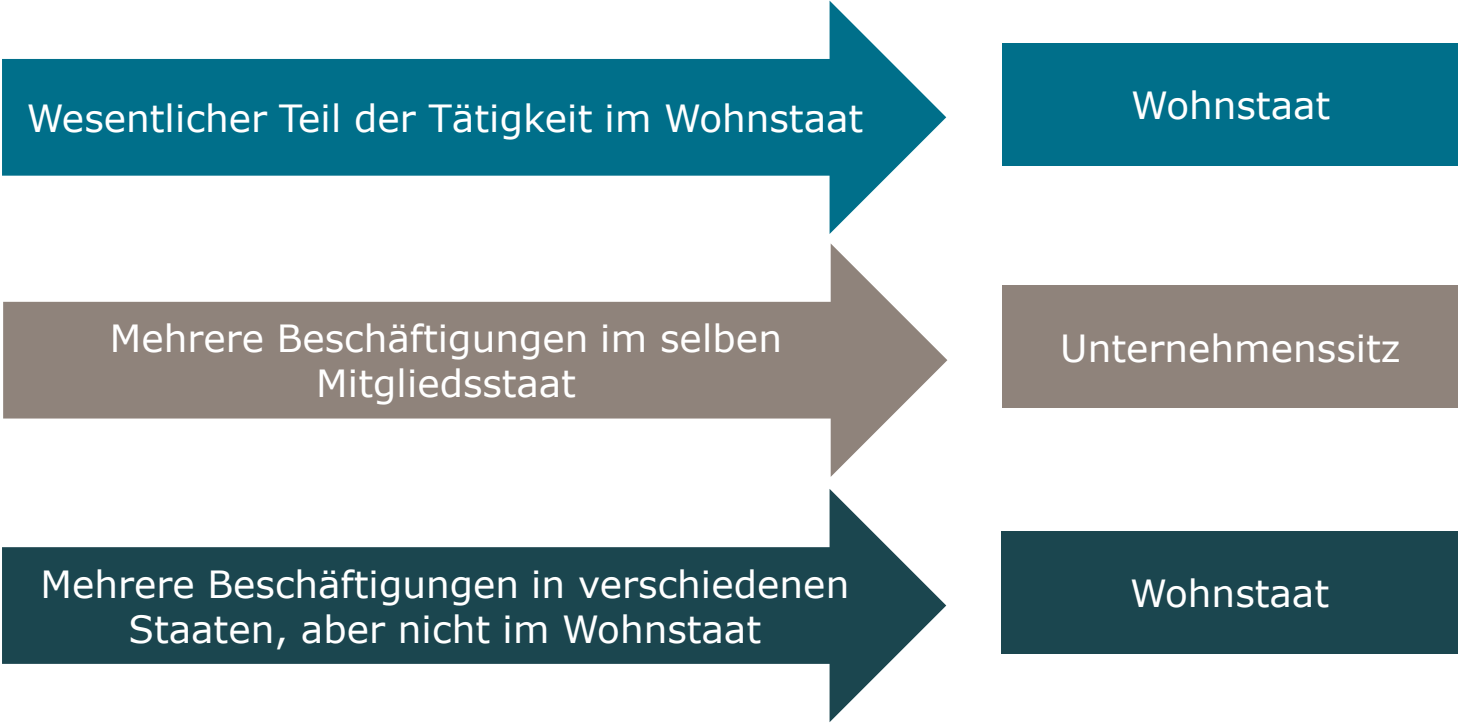 Wesentlicher Teil der Tätigkeit im Wohnstaat
Wohnstaat
Mehrere Beschäftigungen im selben
Mitgliedsstaat
Unternehmenssitz
Mehrere Beschäftigungen in verschiedenen
Staaten, aber nicht im Wohnstaat
Wohnstaat